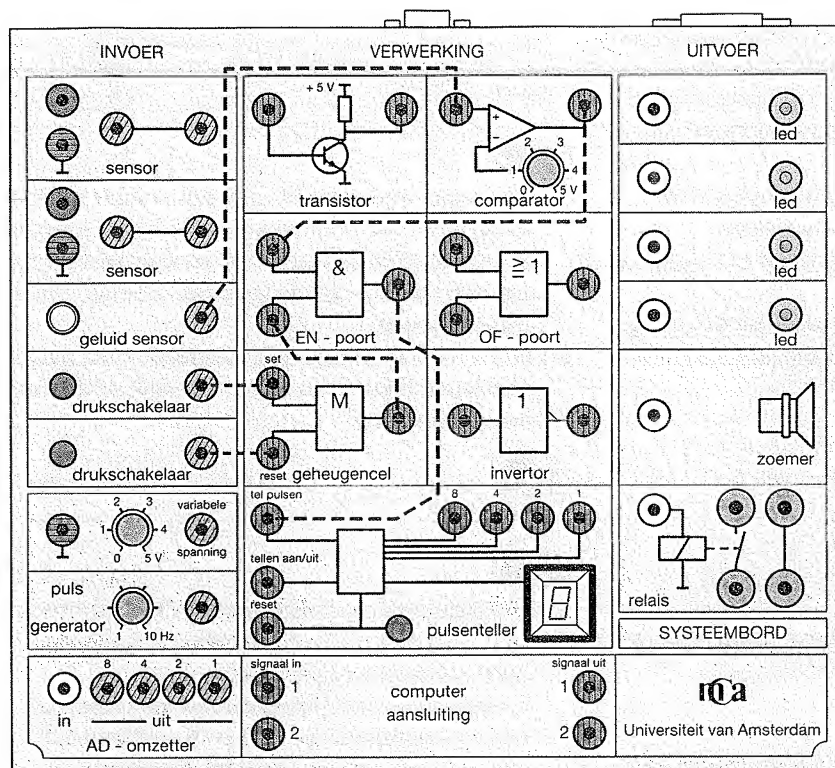 INVOER
VERWERKING
UITVOER
+ 5 V
sensor
transistor
+
−
0 1 2 3 4 5 V
comparator
led
sensor
led
&
EN - poort
≧ 1
OF - poort
led
geluid sensor
led
drukschakelaar
set
M
reset
geheugencel
1
invertor
zoemer
drukschakelaar
tel pulsen
8 4 2 1
tellen aan/uit
reset
pulsenteller
relais
0 1 2 3 4 5 V
variabele
spanning
puls
generator
1 10 Hz
SYSTEEMBORD
8 4 2 1
in uit
AD - omzetter
signaal in
1
2
computer
aansluiting
signaal uit
1
2
mca
Universiteit van Amsterdam